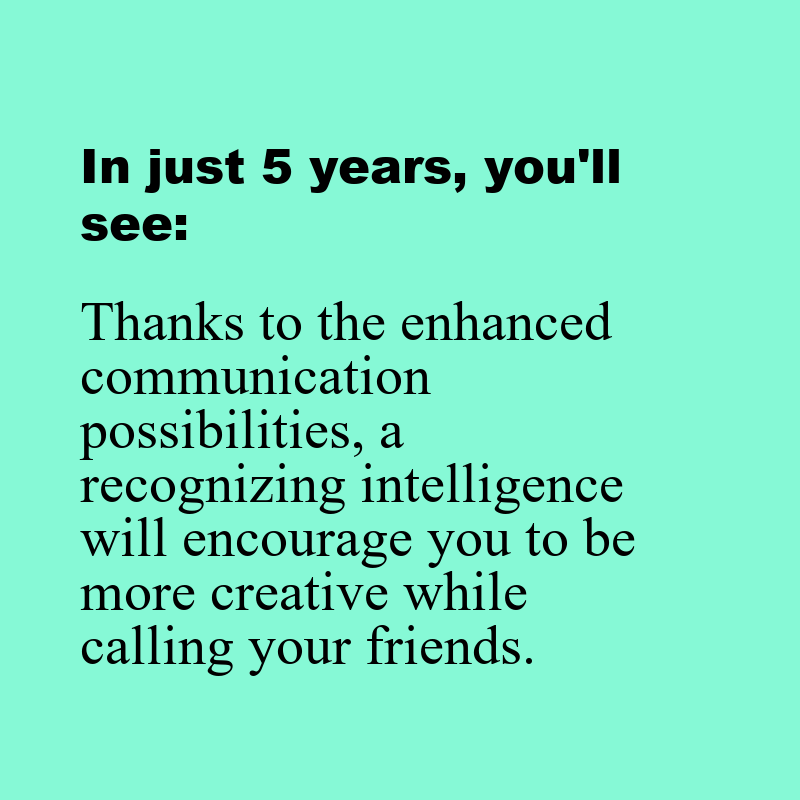 In just 5 years, you'll
see:
Thanks to the enhanced
communication
possibilities, a
recognizing intelligence
will encourage you to be
more creative while
calling your friends.